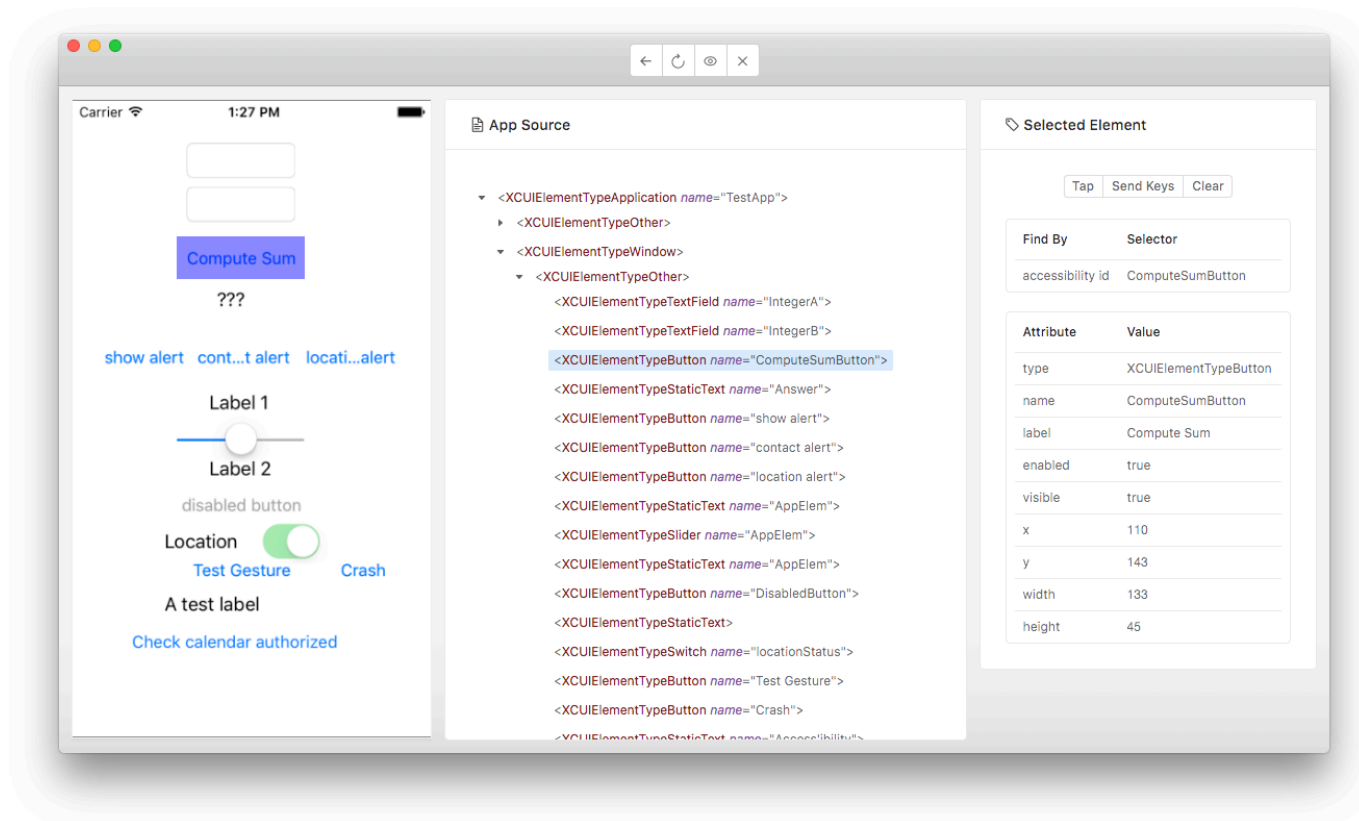 Carrier 1:27 PM
Compute Sum
???
show alert cont...t alert locati...alert
Label 1
Label 2
disabled button
Location
Test Gesture Crash
A test label
Check calendar authorized
App Source
<XCUIElementTypeApplication name="TestApp">
<XCUIElementTypeOther>
<XCUIElementTypeWindow>
<XCUIElementTypeOther>
<XCUIElementTypeTextField name="IntegerA">
<XCUIElementTypeTextField name="IntegerB">
<XCUIElementTypeButton name="ComputeSumButton">
<XCUIElementTypeStaticText name="Answer">
<XCUIElementTypeButton name="show alert">
<XCUIElementTypeButton name="contact alert">
<XCUIElementTypeButton name="location alert">
<XCUIElementTypeStaticText name="AppElem">
<XCUIElementTypeSlider name="AppElem">
<XCUIElementTypeStaticText name="AppElem">
<XCUIElementTypeButton name="DisabledButton">
<XCUIElementTypeStaticText>
<XCUIElementTypeSwitch name="locationStatus">
<XCUIElementTypeButton name="Test Gesture">
<XCUIElementTypeButton name="Crash">
<XCUIElementTypeStaticText name="Access'ibility">
Selected Element
Tap Send Keys Clear
Find By Selector
accessibility id ComputeSumButton
Attribute Value
type XCUIElementTypeButton
name ComputeSumButton
label Compute Sum
enabled true
visible true
x 110
y 143
width 133
height 45